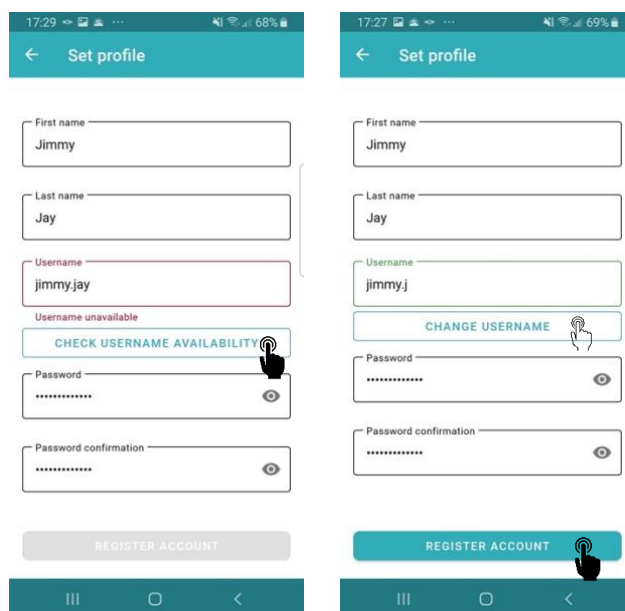 17:29 ... 68%
Set profile
First name
Jimmy
Last name
Jay
Username
jimmy.jay
Username unavailable
CHECK USERNAME AVAILABILITY
Password
•••••••••••••
Password confirmation
•••••••••••••
REGISTER ACCOUNT
17:27 ... 69%
Set profile
First name
Jimmy
Last name
Jay
Username
jimmy.j
CHANGE USERNAME
Password
•••••••••••••
Password confirmation
•••••••••••••
REGISTER ACCOUNT